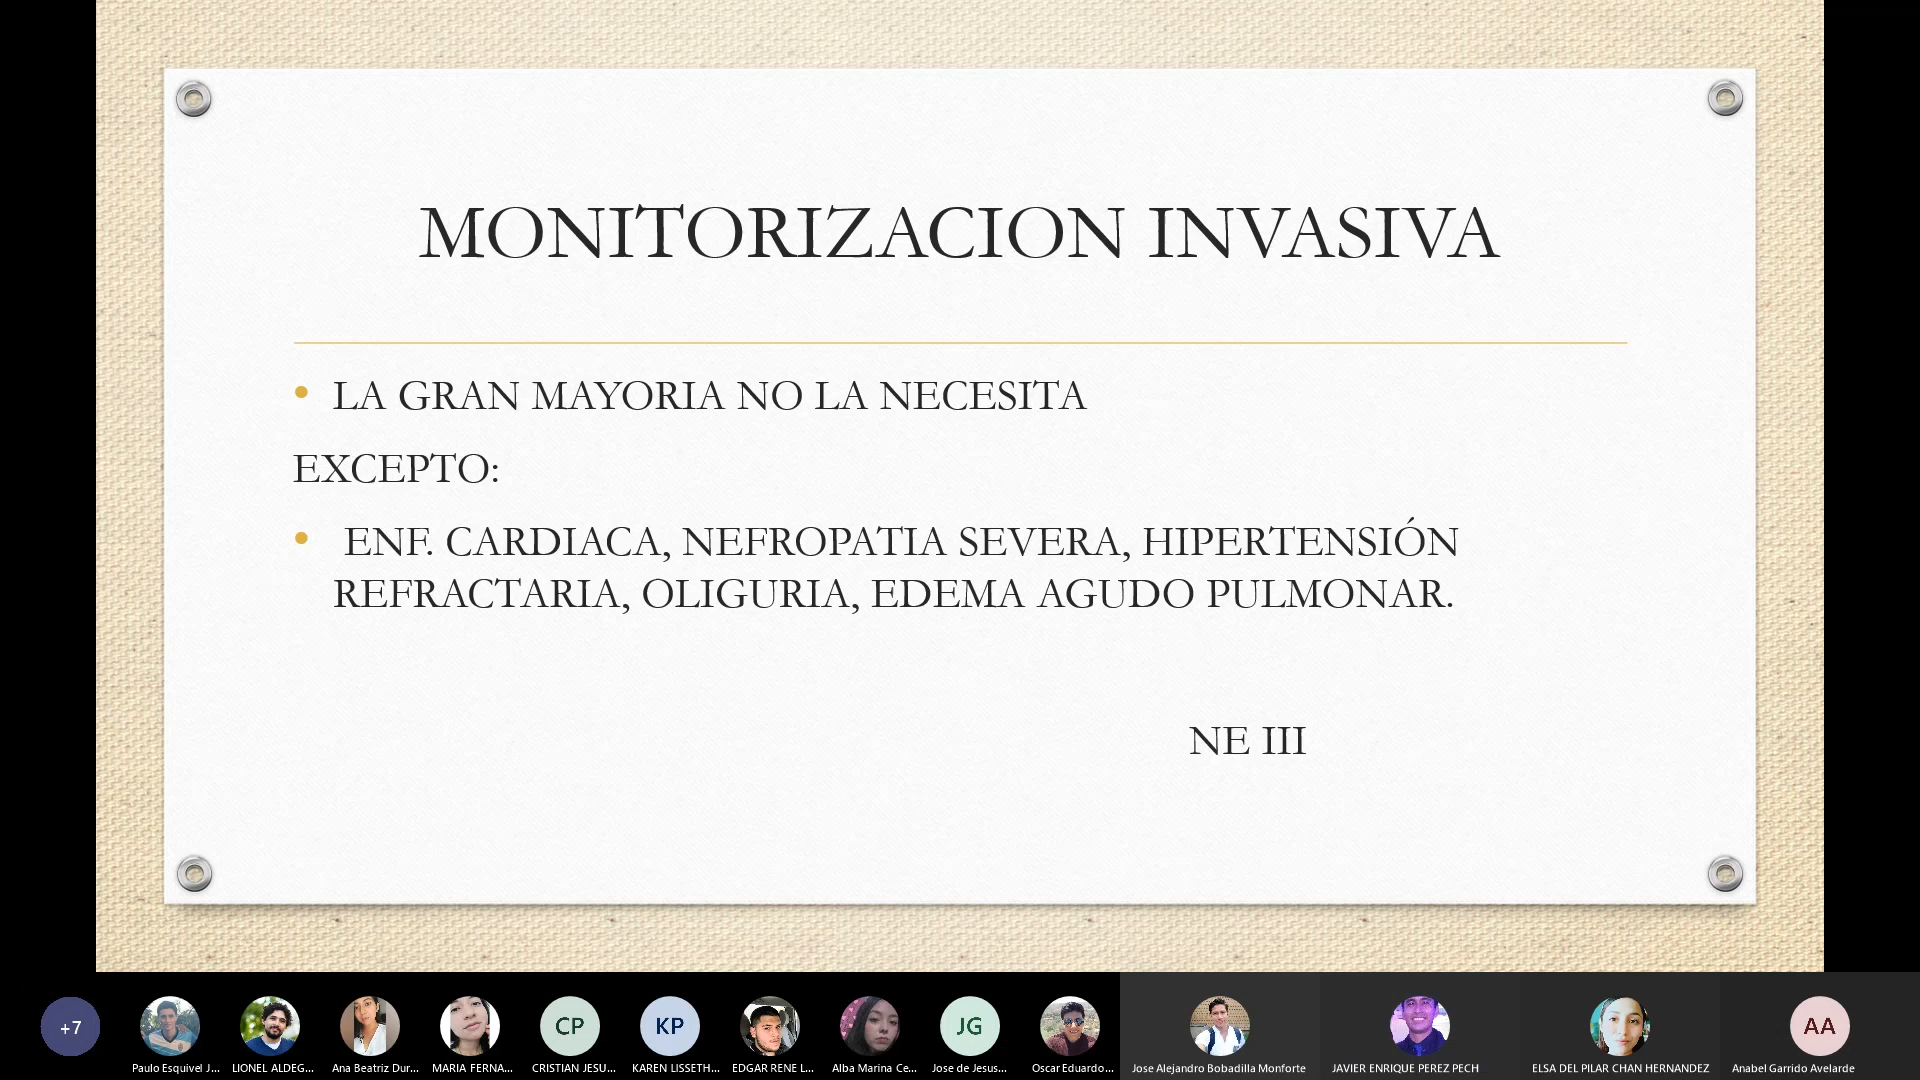 MONITORIZACION INVASIVA
• LA GRAN MAYORIA NO LA NECESITA
EXCEPTO:
• ENF. CARDIACA, NEFROPATIA SEVERA, HIPERTENSIÓN
REFRACTARIA, OLIGURIA, EDEMA AGUDO PULMONAR.
NE III
+7
CP
KP
JG
AA
Paulo Esquivel J...
LIONEL ALDEG...
Ana Beatriz Dur...
MARIA FERNA...
CRISTIAN JESU...
KAREN LISSETH...
EDGAR RENE L...
Alba Marina Ce...
Jose de Jesus...
Oscar Eduardo...
Jose Alejandro Bobadilla Monforte
JAVIER ENRIQUE PEREZ PECH
ELSA DEL PILAR CHAN HERNANDEZ
Anabel Garrido Avelarde